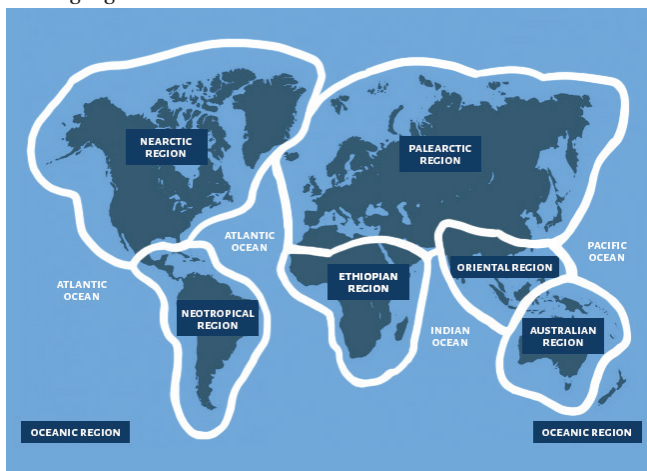 NEARCTIC
REGION
PALEARCTIC
REGION
ATLANTIC
OCEAN
PACIFIC
OCEAN
ORIENTAL REGION
ETHIOPIAN
REGION
ATLANTIC
OCEAN
NEOTROPICAL
REGION
INDIAN
OCEAN
AUSTRALIAN
REGION
OCEANIC REGION
OCEANIC REGION